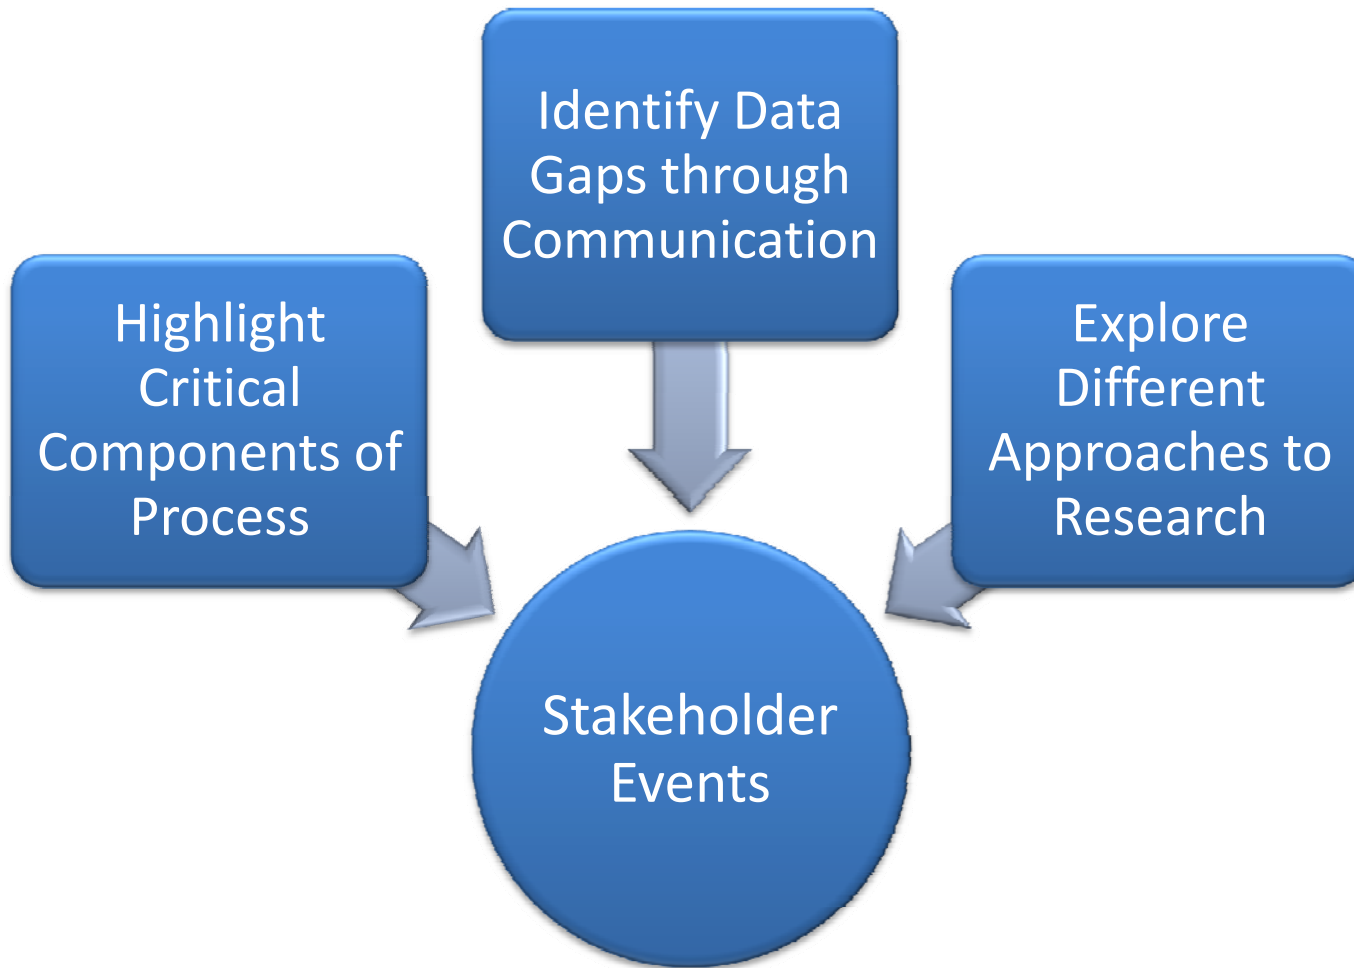 Identify Data
Gaps through
Communication
Highlight
Critical
Components of
Process
Explore
Different
Approaches to
Research
Stakeholder
Events